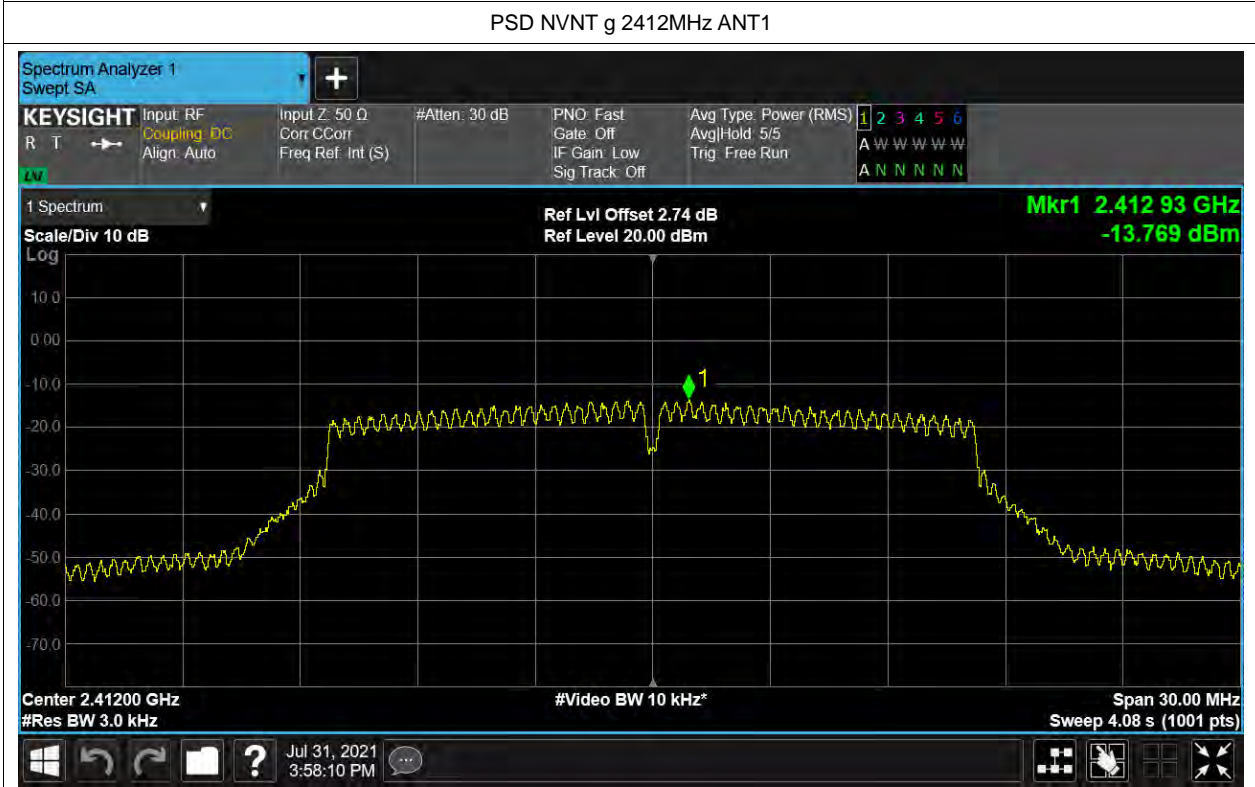 PSD NVNT g 2412MHz ANT1
Spectrum Analyzer 1
Swept SA
+
KEYSIGHT
R T
Input: RF
Coupling: DC
Align: Auto
Input Z: 50 Ω
Corr CCorr
Freq Ref: Int (S)
#Atten: 30 dB
PNO: Fast
Gate: Off
IF Gain: Low
Sig Track: Off
Avg Type: Power (RMS)
Avg|Hold: 5/5
Trig: Free Run
1 2 3 4 5 6
A W W W W W
A N N N N N
1 Spectrum
Scale/Div 10 dB
Log
Ref Lvl Offset 2.74 dB
Ref Level 20.00 dBm
Mkr1 2.412 93 GHz
-13.769 dBm
10.0
0.00
-10.0
-20.0
-30.0
-40.0
-50.0
-60.0
-70.0
1
Center 2.41200 GHz
#Res BW 3.0 kHz
#Video BW 10 kHz*
Span 30.00 MHz
Sweep 4.08 s (1001 pts)
?
Jul 31, 2021
3:58:10 PM